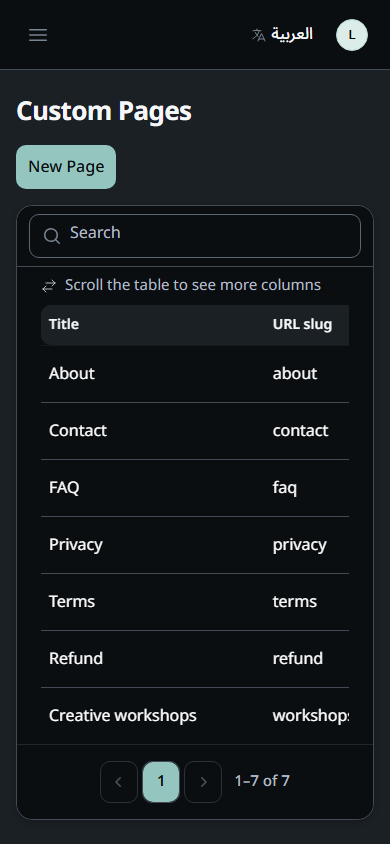 العربية
L
Custom Pages
New Page
Search
Scroll the table to see more columns
Title URL slug
About about
Contact contact
FAQ faq
Privacy privacy
Terms terms
Refund refund
Creative workshops workshops
1 1–7 of 7